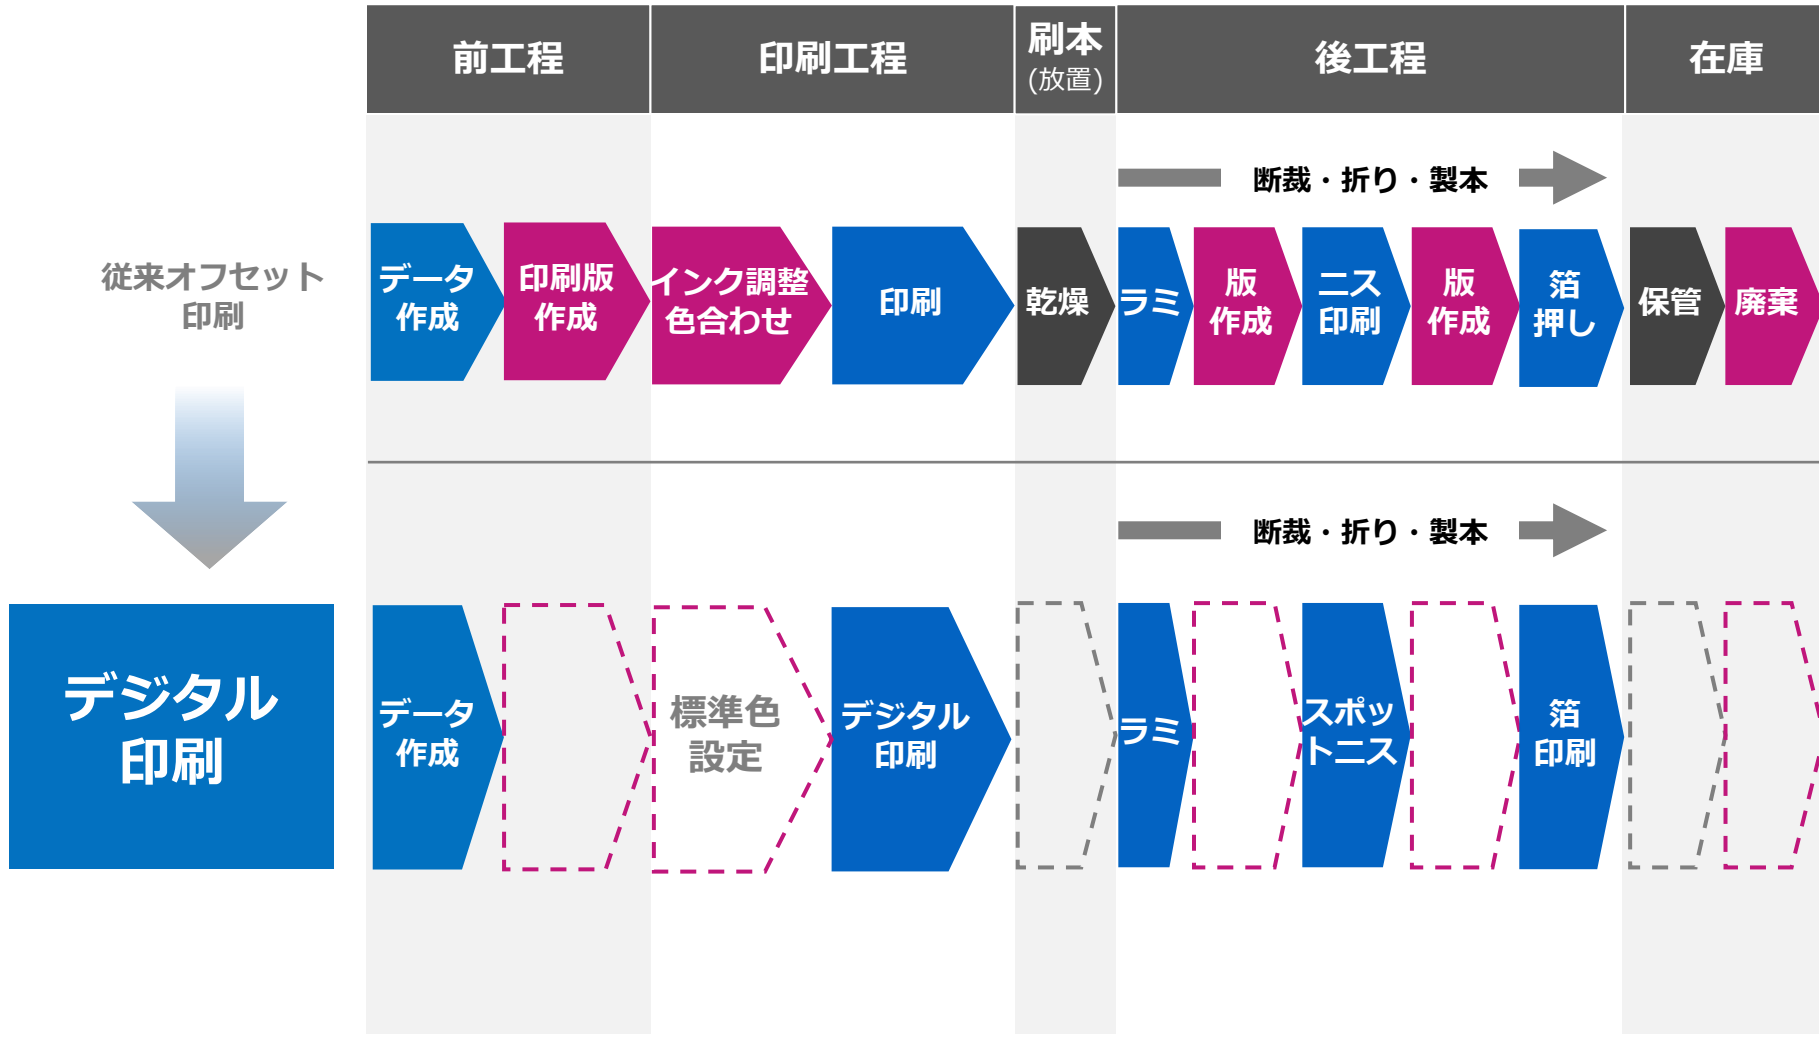 前工程
印刷工程
刷本
(放置)
後工程
在庫
断裁・折り・製本
従来オフセット
印刷
データ
作成
印刷版
作成
インク調整
色合わせ
印刷
乾燥
ラミ
版
作成
ニス
印刷
版
作成
箔
押し
保管
廃棄
断裁・折り・製本
デジタル
印刷
データ
作成
標準色
設定
デジタル
印刷
ラミ
スポッ
トニス
箔
印刷